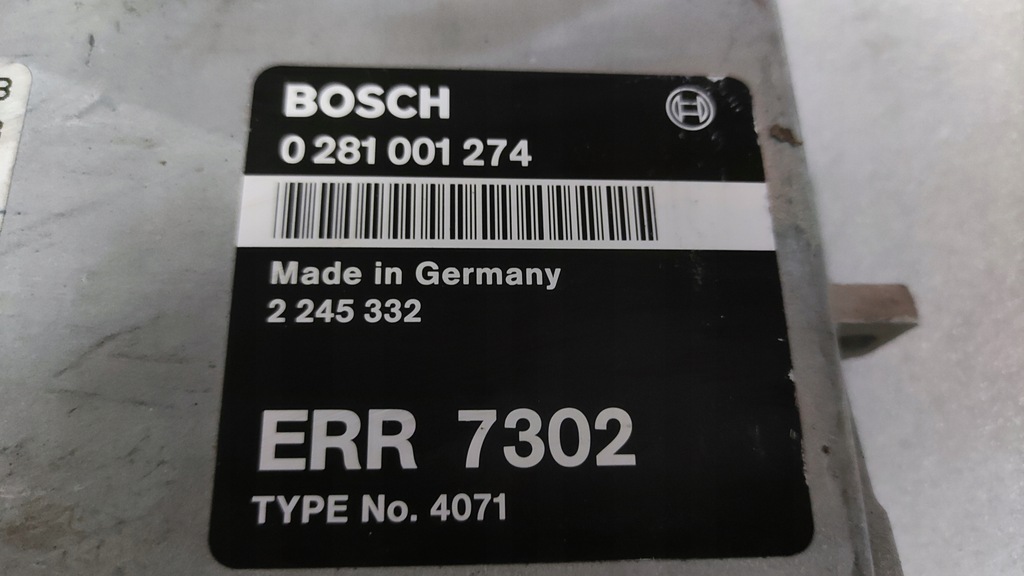 BOSCH
0 281 001 274
Made in Germany
2 245 332
ERR 7302
TYPE No. 4071